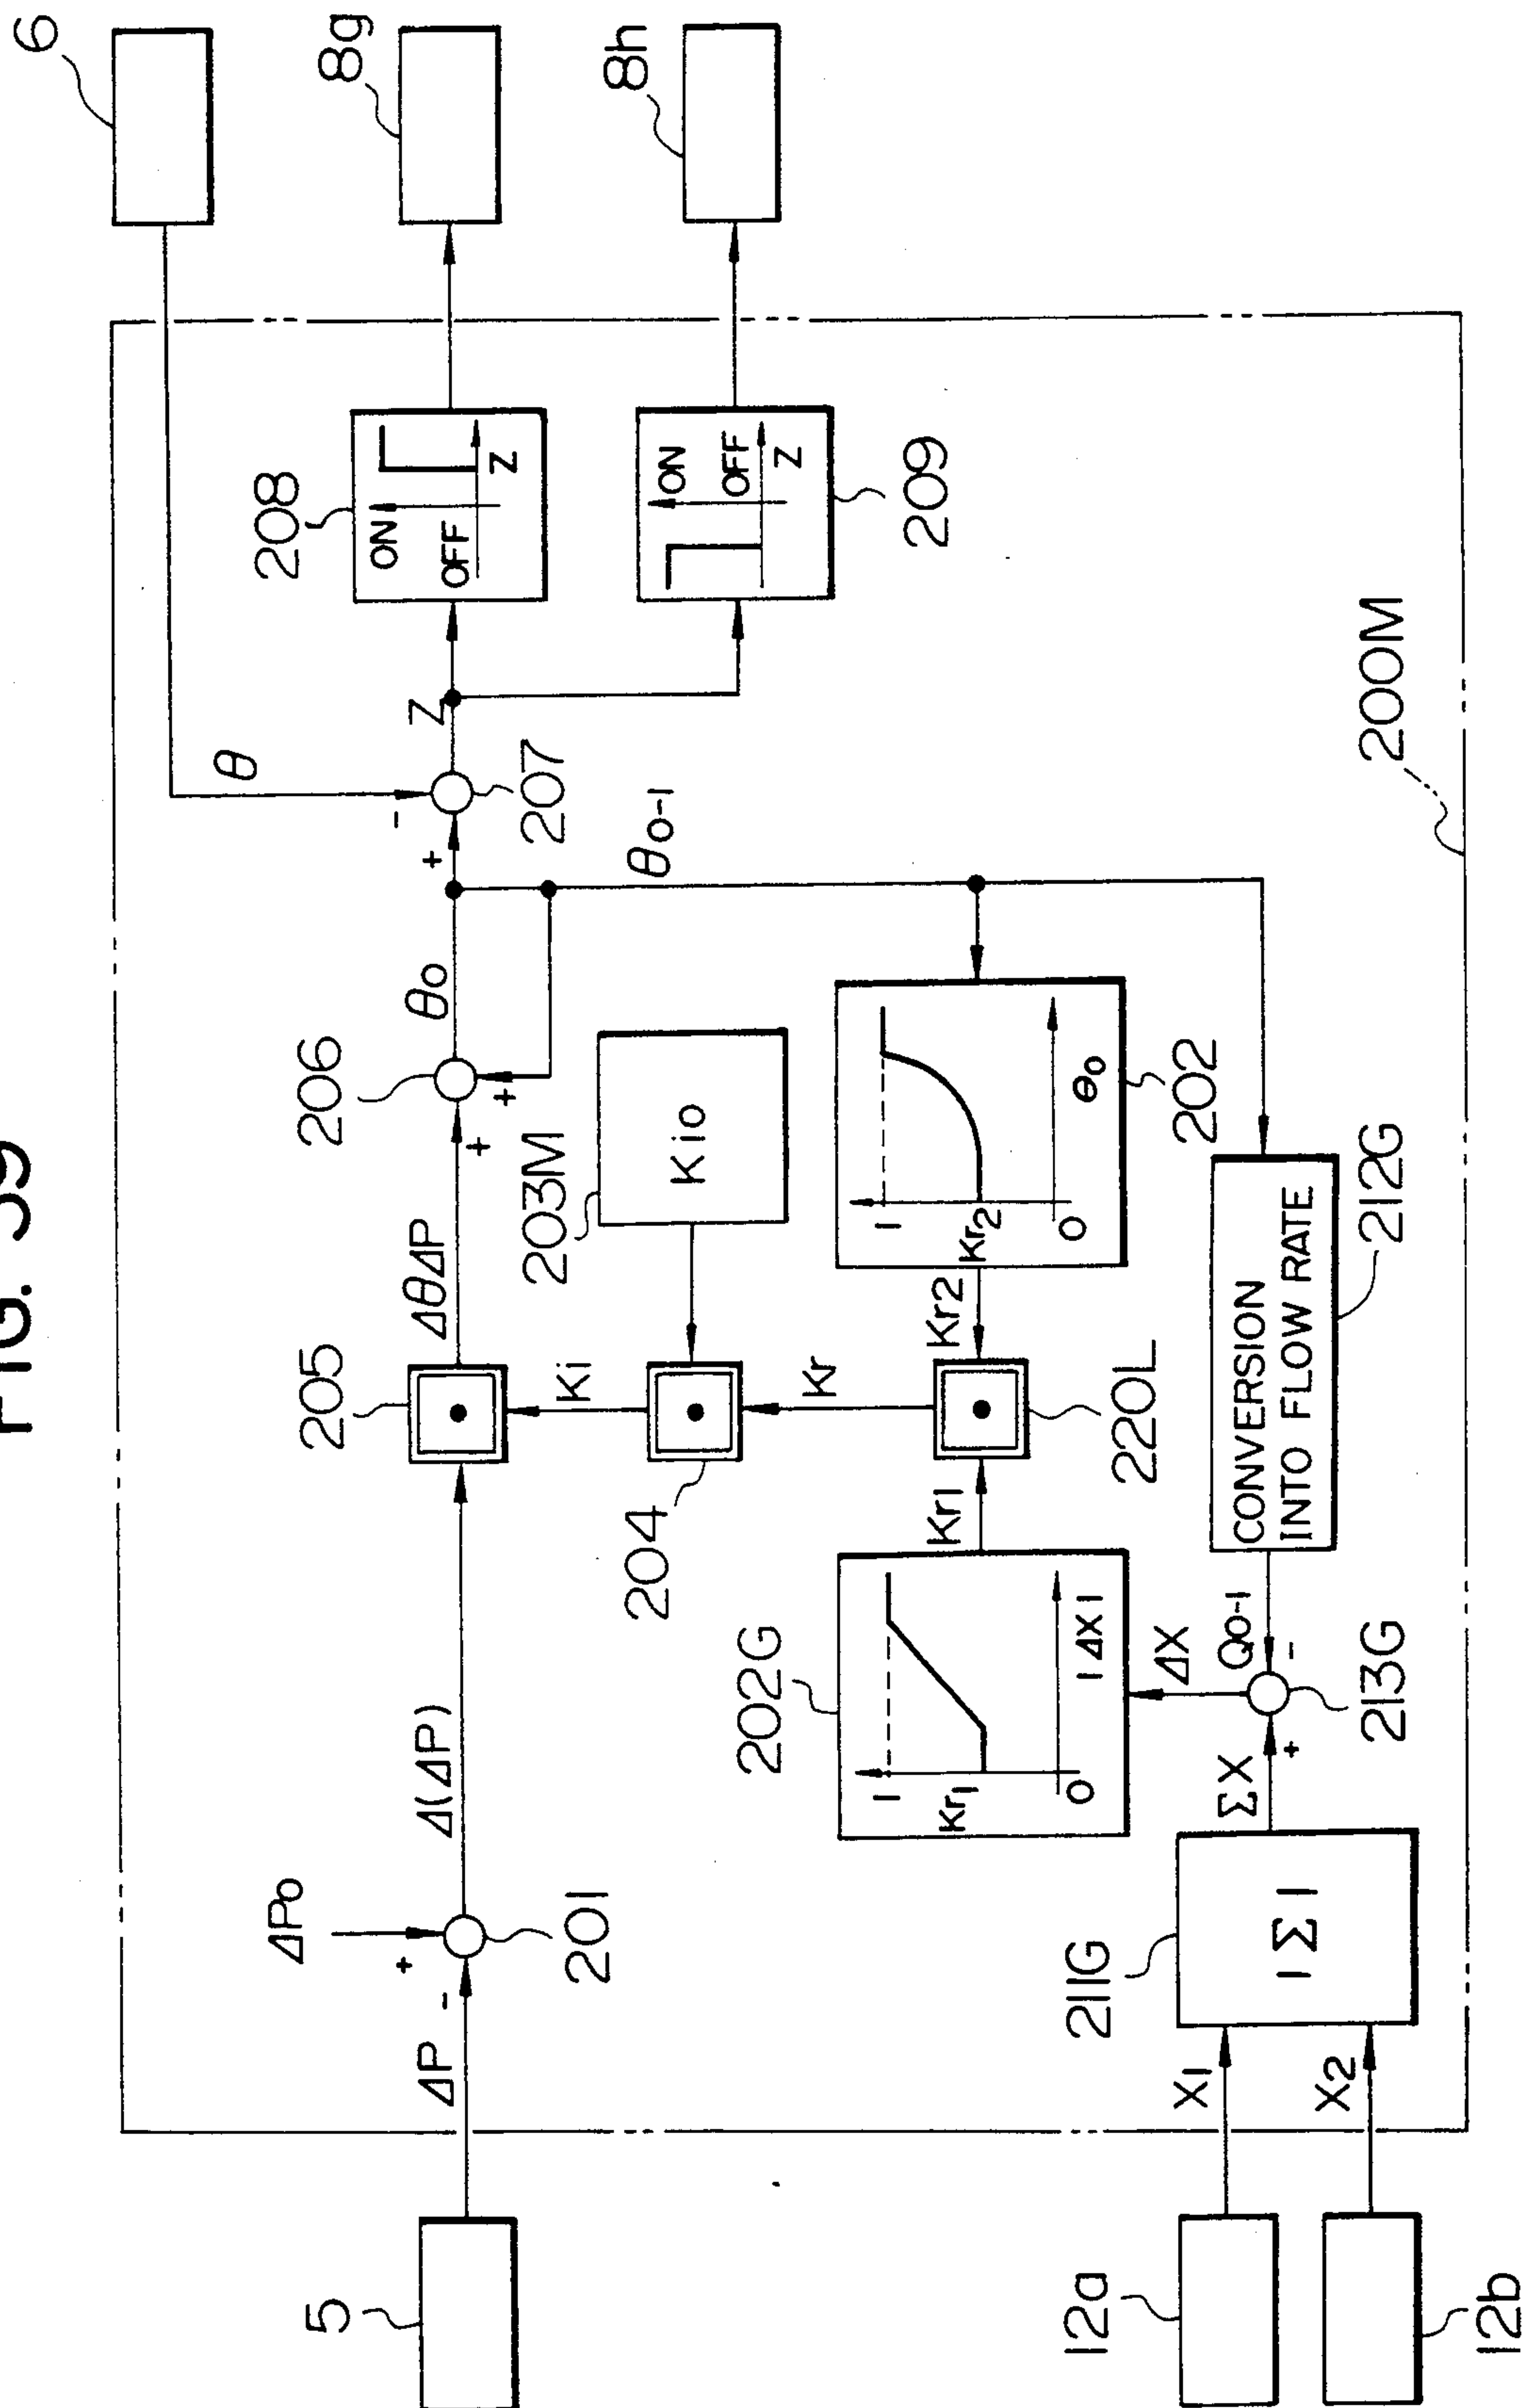 FIG. 39
5
ΔP
-
+
ΔPo
201
Δ(ΔP)
205
ΔθΔP
+
+
206
θo
+
-
207
θ
Z
208
ON
OFF
Z
6
8g
8h
209
ON
OFF
Z
Ki
204
203M
Kio
Kr
220L
Kr1
Kr2
202G
1
Kr1
0
|ΔX|
202
1
Kr2
0
θo
θo-1
12a
12b
X1
X2
211G
|Σ|
ΣX
+
-
213G
ΔX
Qo-1
CONVERSION
INTO FLOW RATE
212G
200M